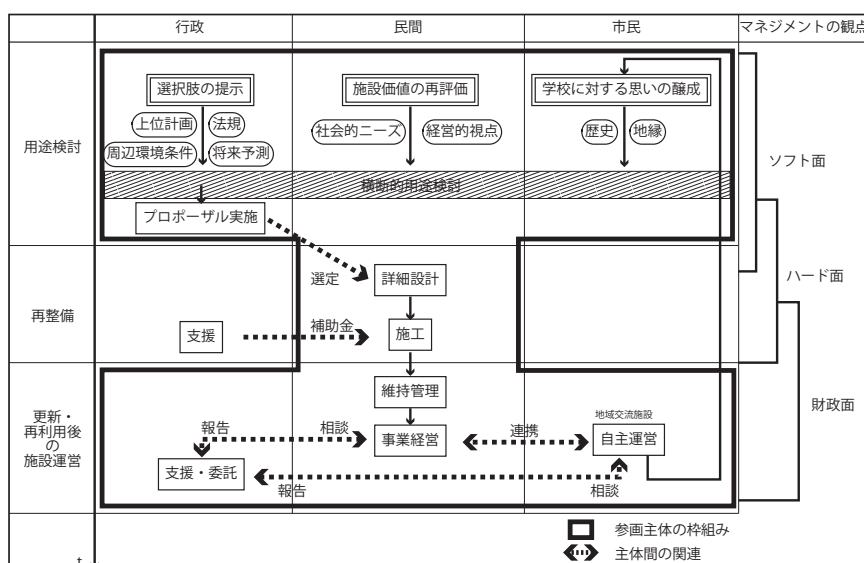 行政
民間
市民
マネジメントの観点
用途検討
選択肢の提示
施設価値の再評価
学校に対する思いの醸成
上位計画
法規
社会的ニーズ
経営的視点
歴史
地縁
周辺環境条件
将来予測
ソフト面
横断的用途検討
プロポーザル実施
選定
詳細設計
ハード面
再整備
支援
補助金
施工
維持管理
財政面
更新・
再利用後
の
施設運営
報告
相談
事業経営
連携
地域交流施設
自主運営
支援・委託
報告
相談
参画主体の枠組み
主体間の関連
t